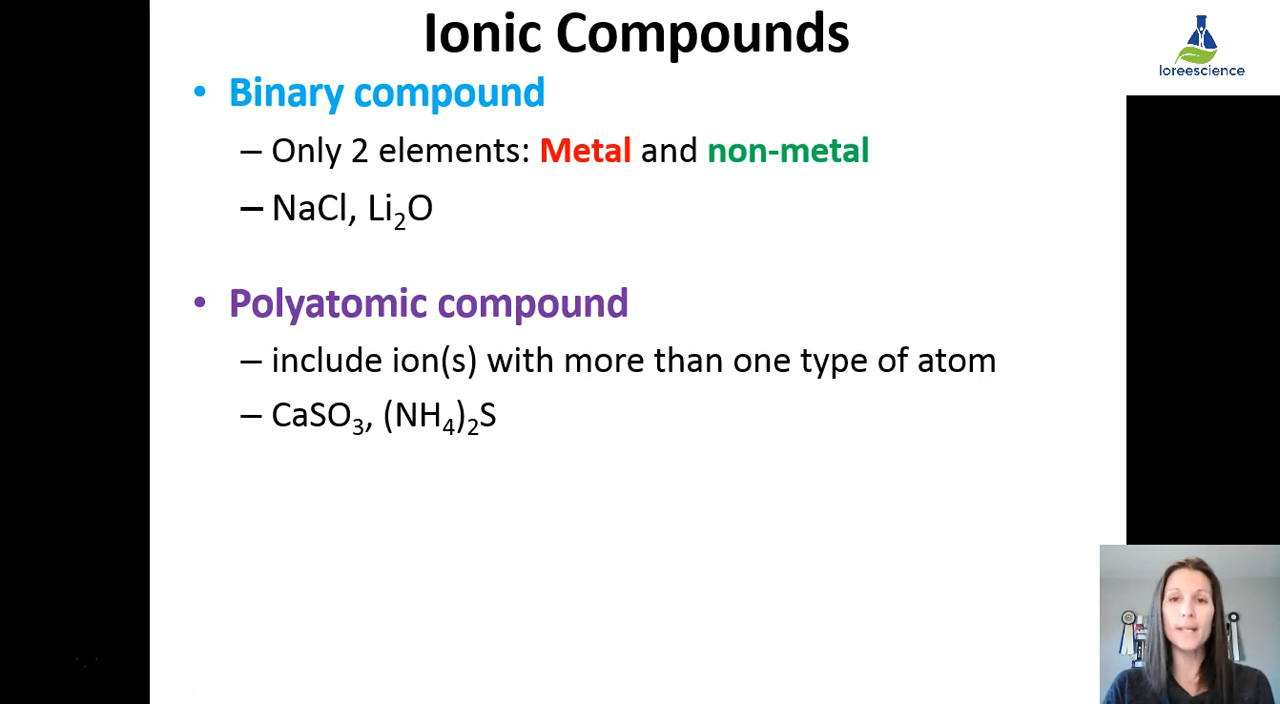 Ionic Compounds
loreescience
• Binary compound
– Only 2 elements: Metal and non-metal
– NaCl, Li₂O
• Polyatomic compound
– include ion(s) with more than one type of atom
– CaSO₃, (NH₄)₂S